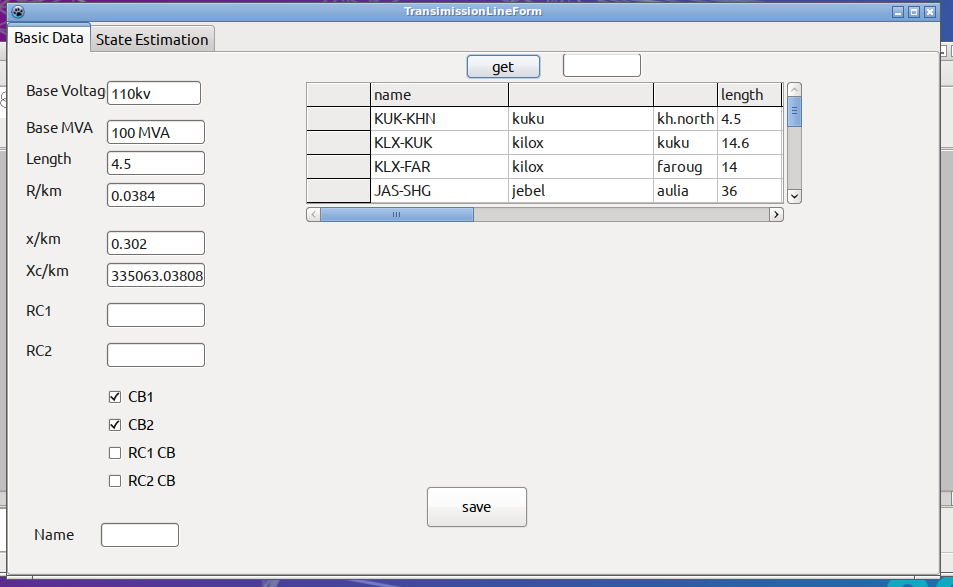 TransimissionLineForm
Basic Data State Estimation
get
Base Voltag 110kv
Base MVA 100 MVA
Length 4.5
R/km 0.0384
x/km 0.302
Xc/km 335063.03808
RC1
RC2
CB1
CB2
RC1 CB
RC2 CB
name length
KUK-KHN kuku kh.north 4.5
KLX-KUK kilox kuku 14.6
KLX-FAR kilox faroug 14
JAS-SHG jebel aulia 36
save
Name